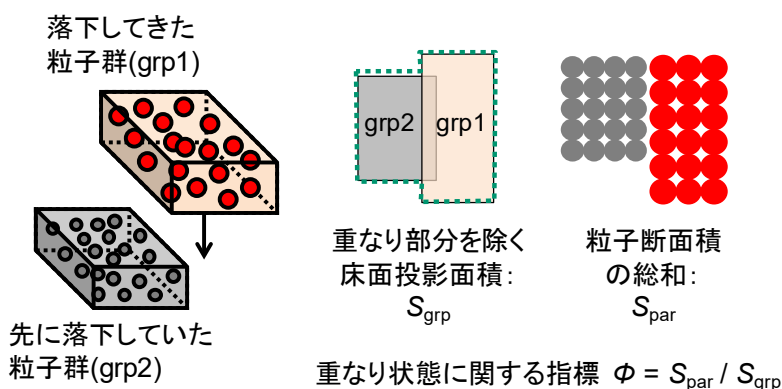 落下してきた
粒子群(grp1)
先に落下していた
粒子群(grp2)
grp2
grp1
重なり部分を除く
床面投影面積:
Sgrp
粒子断面積
の総和:
Spar
重なり状態に関する指標 Φ = Spar / Sgrp